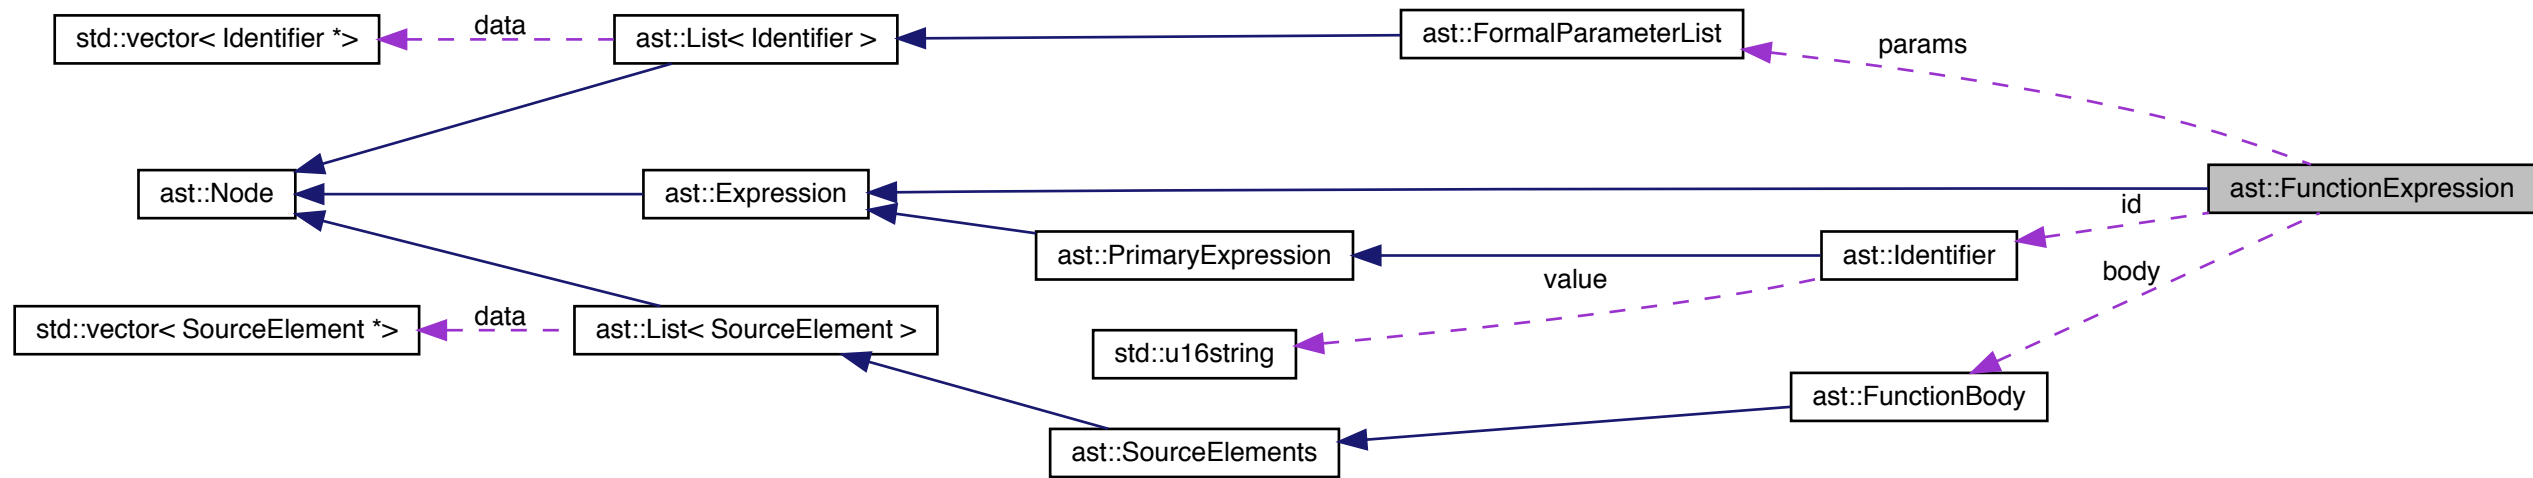 std::vector< Identifier *>
data
ast::List< Identifier >
ast::FormalParameterList
params
ast::Node
ast::Expression
ast::FunctionExpression
id
ast::PrimaryExpression
ast::Identifier
value
body
std::vector< SourceElement *>
data
ast::List< SourceElement >
std::u16string
ast::FunctionBody
ast::SourceElements